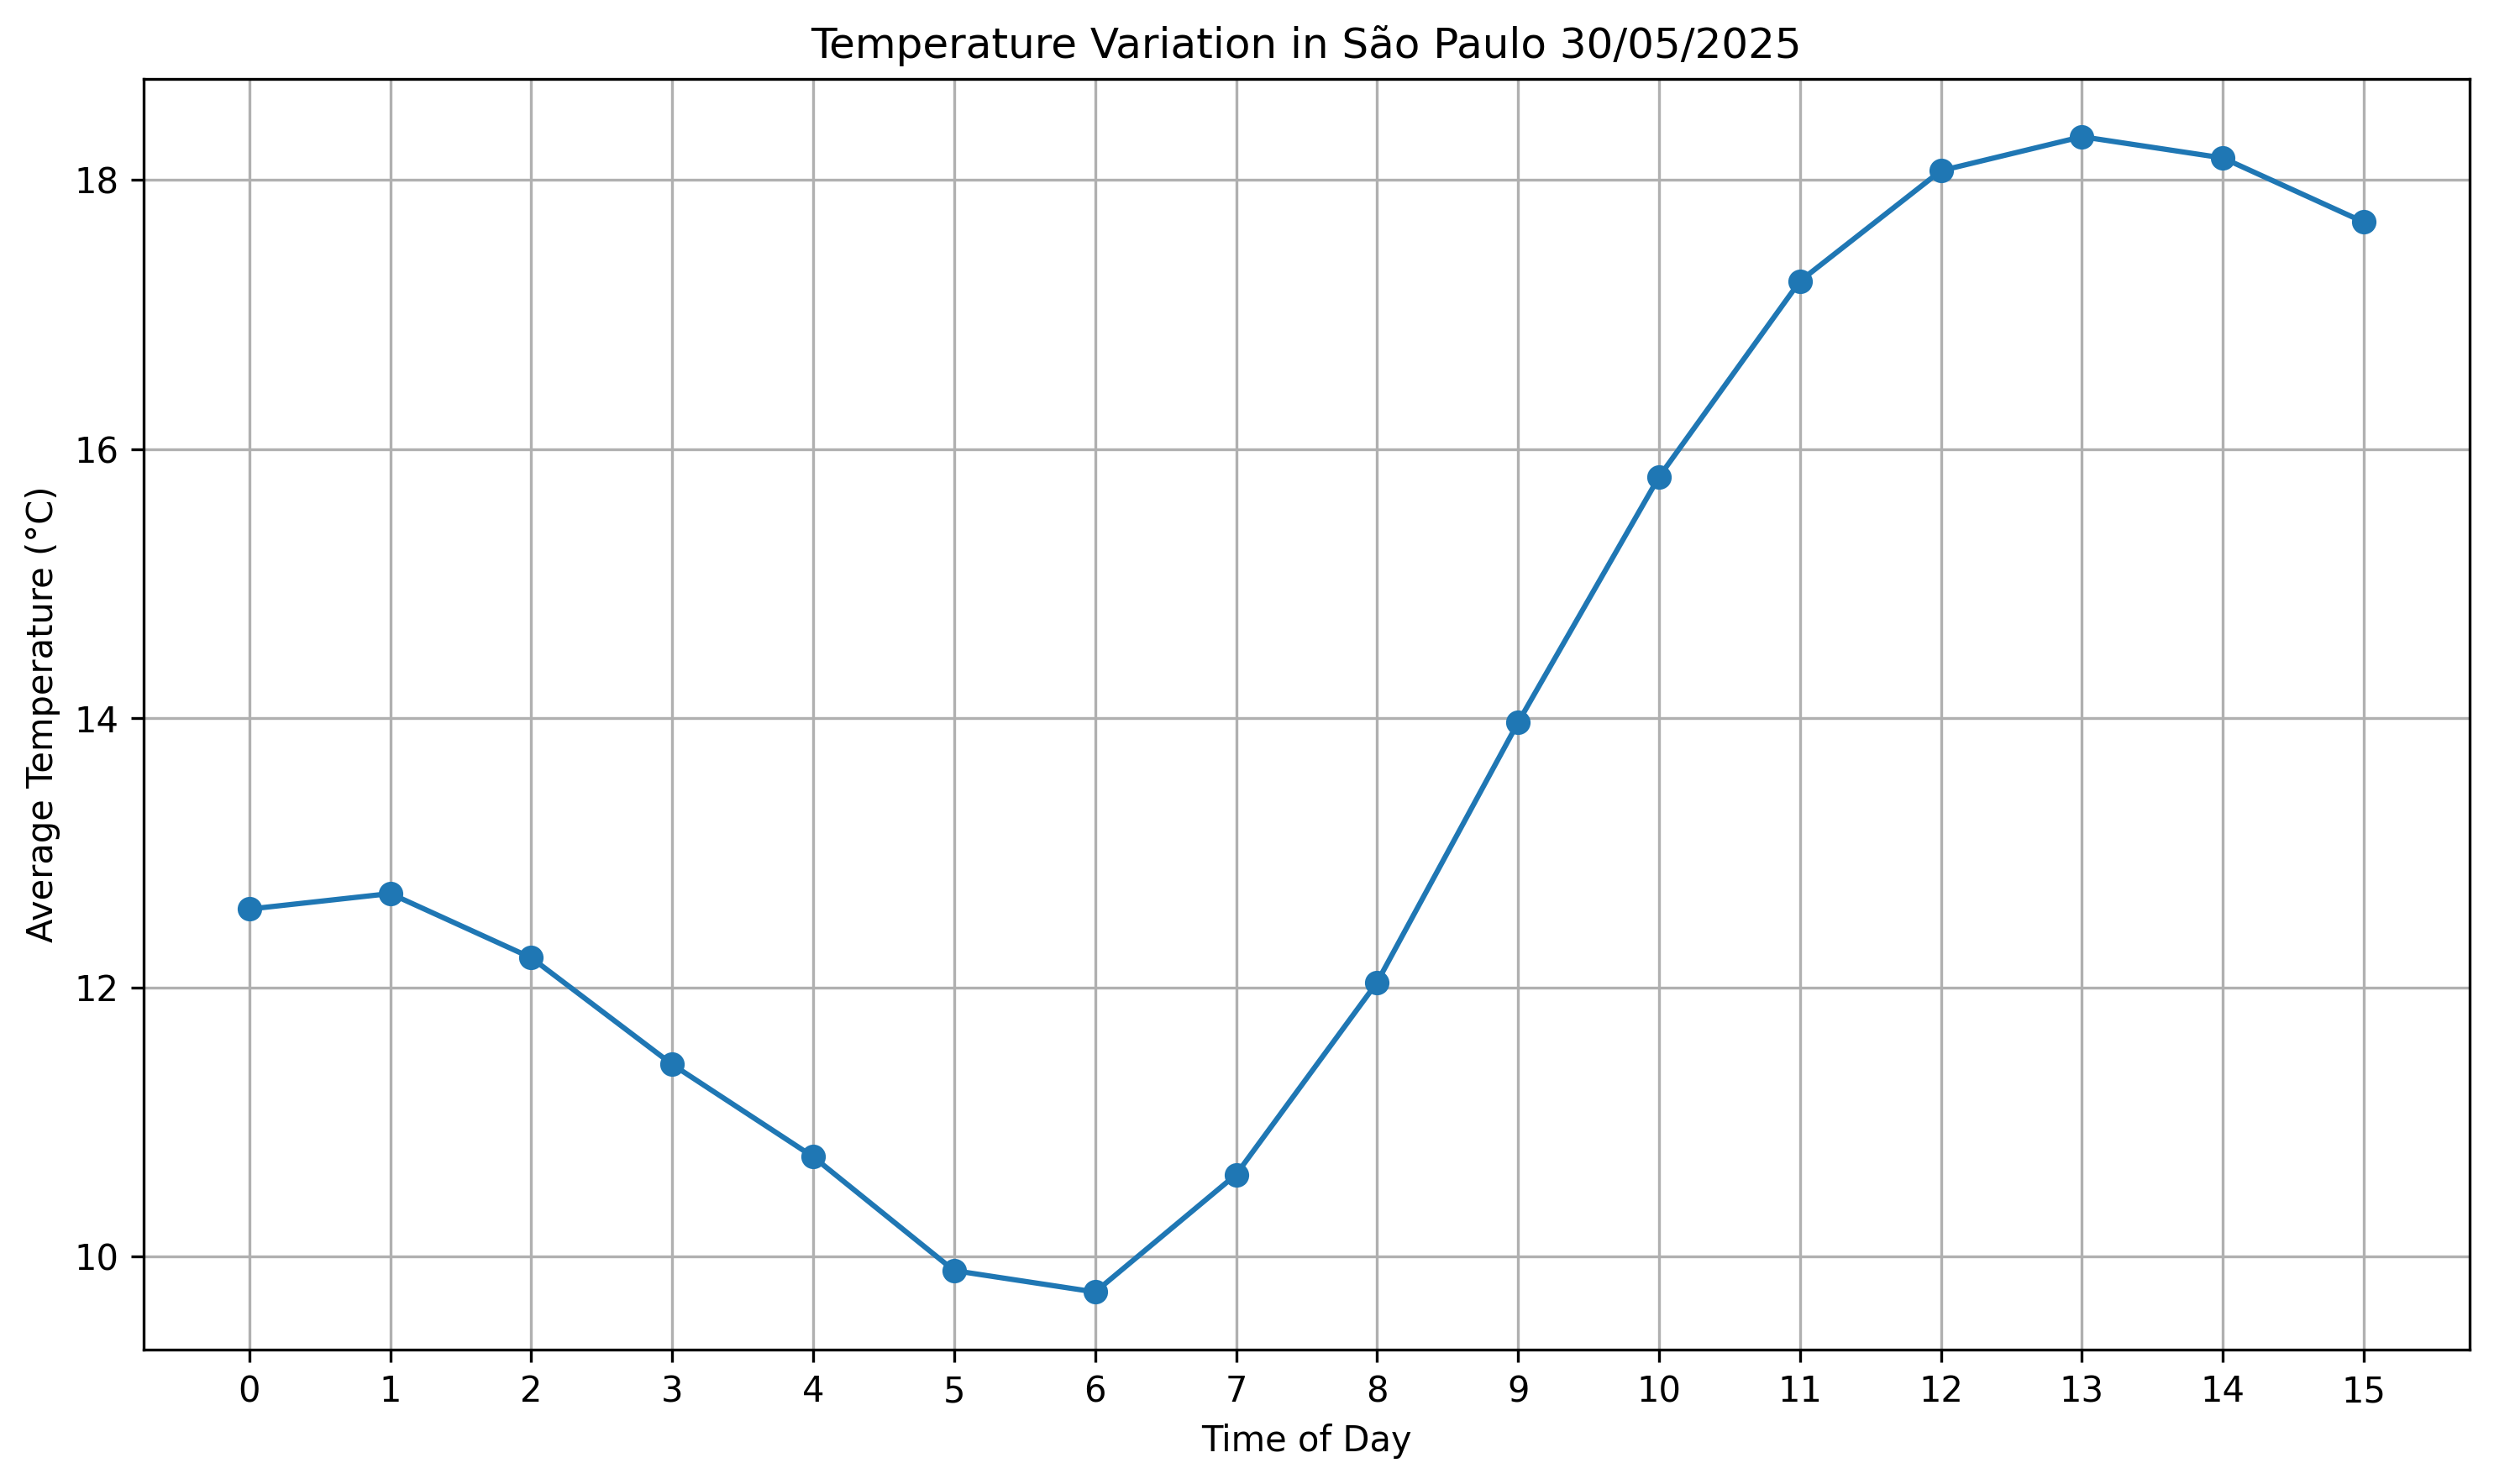 Temperature Variation in São Paulo 30/05/2025
Average Temperature (°C)
18
16
14
12
10
0 1 2 3 4 5 6 7 8 9 10 11 12 13 14 15
Time of Day